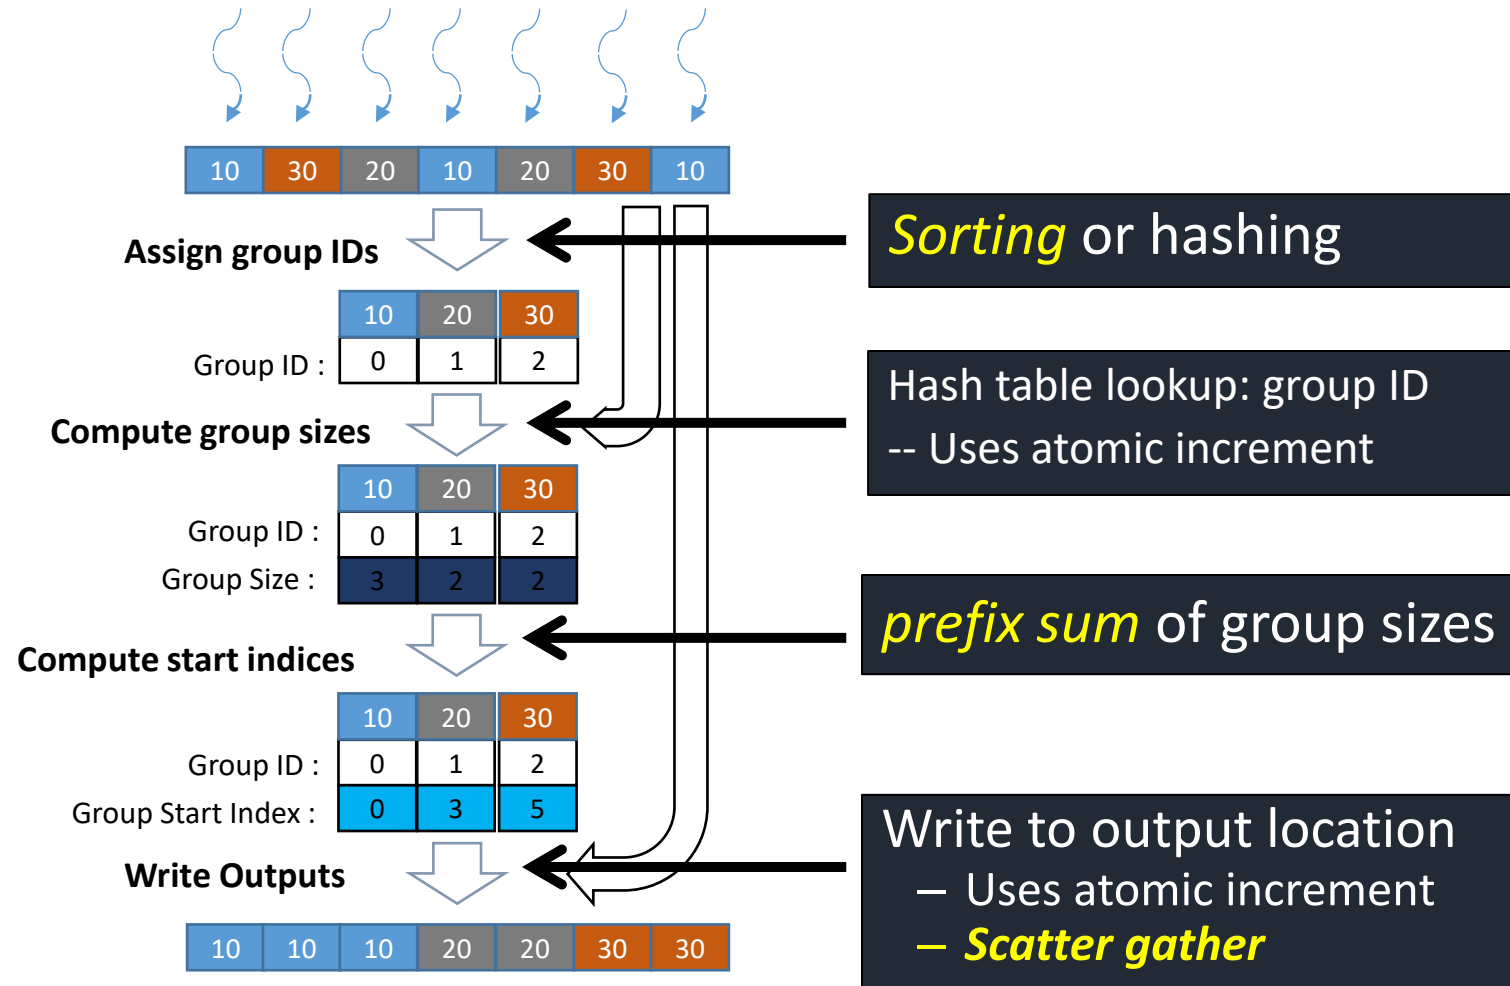 10 30 20 10 20 30 10
Assign group IDs
Sorting or hashing
10 20 30
Group ID : 0 1 2
Compute group sizes
Hash table lookup: group ID
-- Uses atomic increment
10 20 30
Group ID : 0 1 2
Group Size : 3 2 2
Compute start indices
prefix sum of group sizes
10 20 30
Group ID : 0 1 2
Group Start Index : 0 3 5
Write Outputs
Write to output location
– Uses atomic increment
– Scatter gather
10 10 10 20 20 30 30